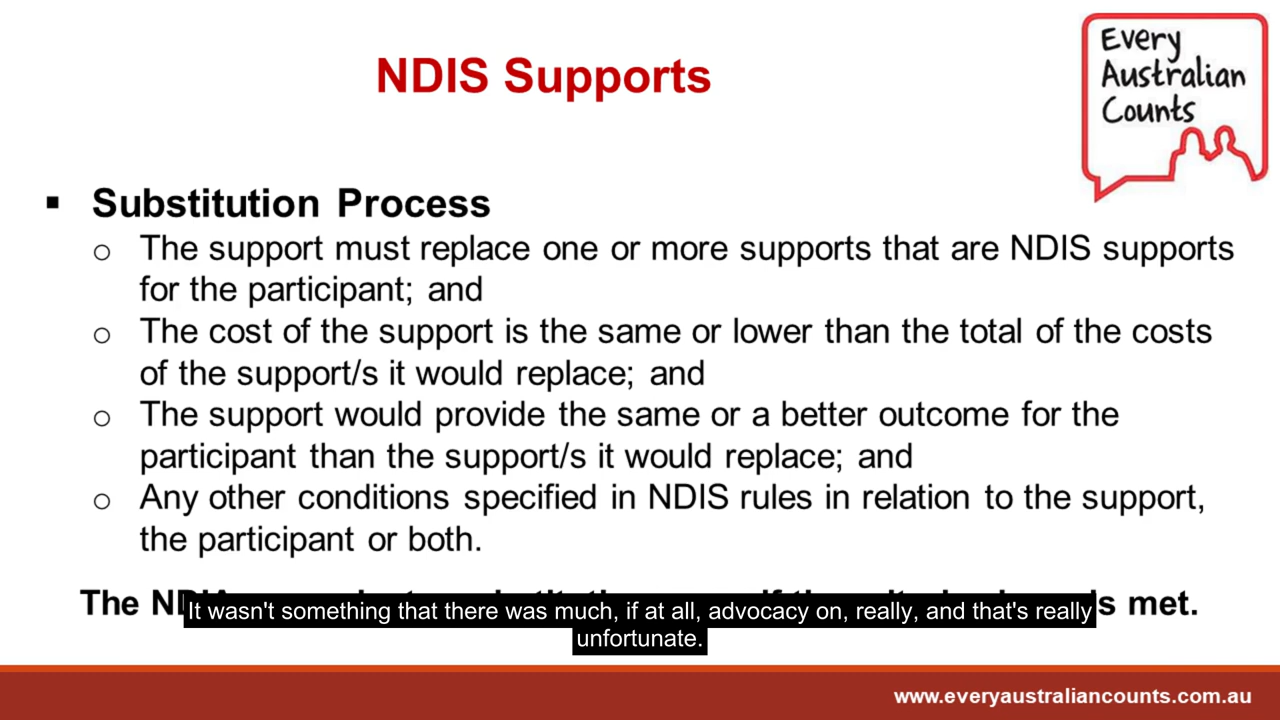 NDIS Supports
Every
Australian
Counts
▪ Substitution Process
o The support must replace one or more supports that are NDIS supports
for the participant; and
o The cost of the support is the same or lower than the total of the costs
of the support/s it would replace; and
o The support would provide the same or a better outcome for the
participant than the support/s it would replace; and
o Any other conditions specified in NDIS rules in relation to the support,
the participant or both.
The met.
It wasn't something that there was much, if at all, advocacy on, really, and that's really
unfortunate.
www.everyaustraliancounts.com.au